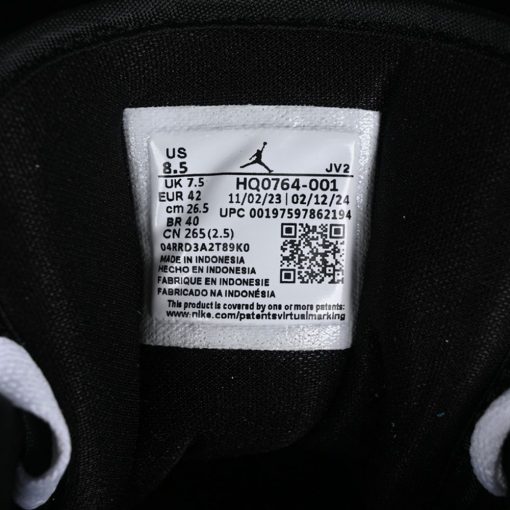 US
8.5
JV2
UK 7.5
EUR 42
cm 26.5
BR 40
CN 265(2.5)
HQ0764-001
11/02/23 | 02/12/24
UPC 00197597862194
04RRD3A2T89K0
MADE IN INDONESIA
HECHO EN INDONESIA
FABRIQUE EN INDONESIE
FABRICADO NA INDONÉSIA
This product is covered by one or more patents:
www.nike.com/patentsvirtualmarking